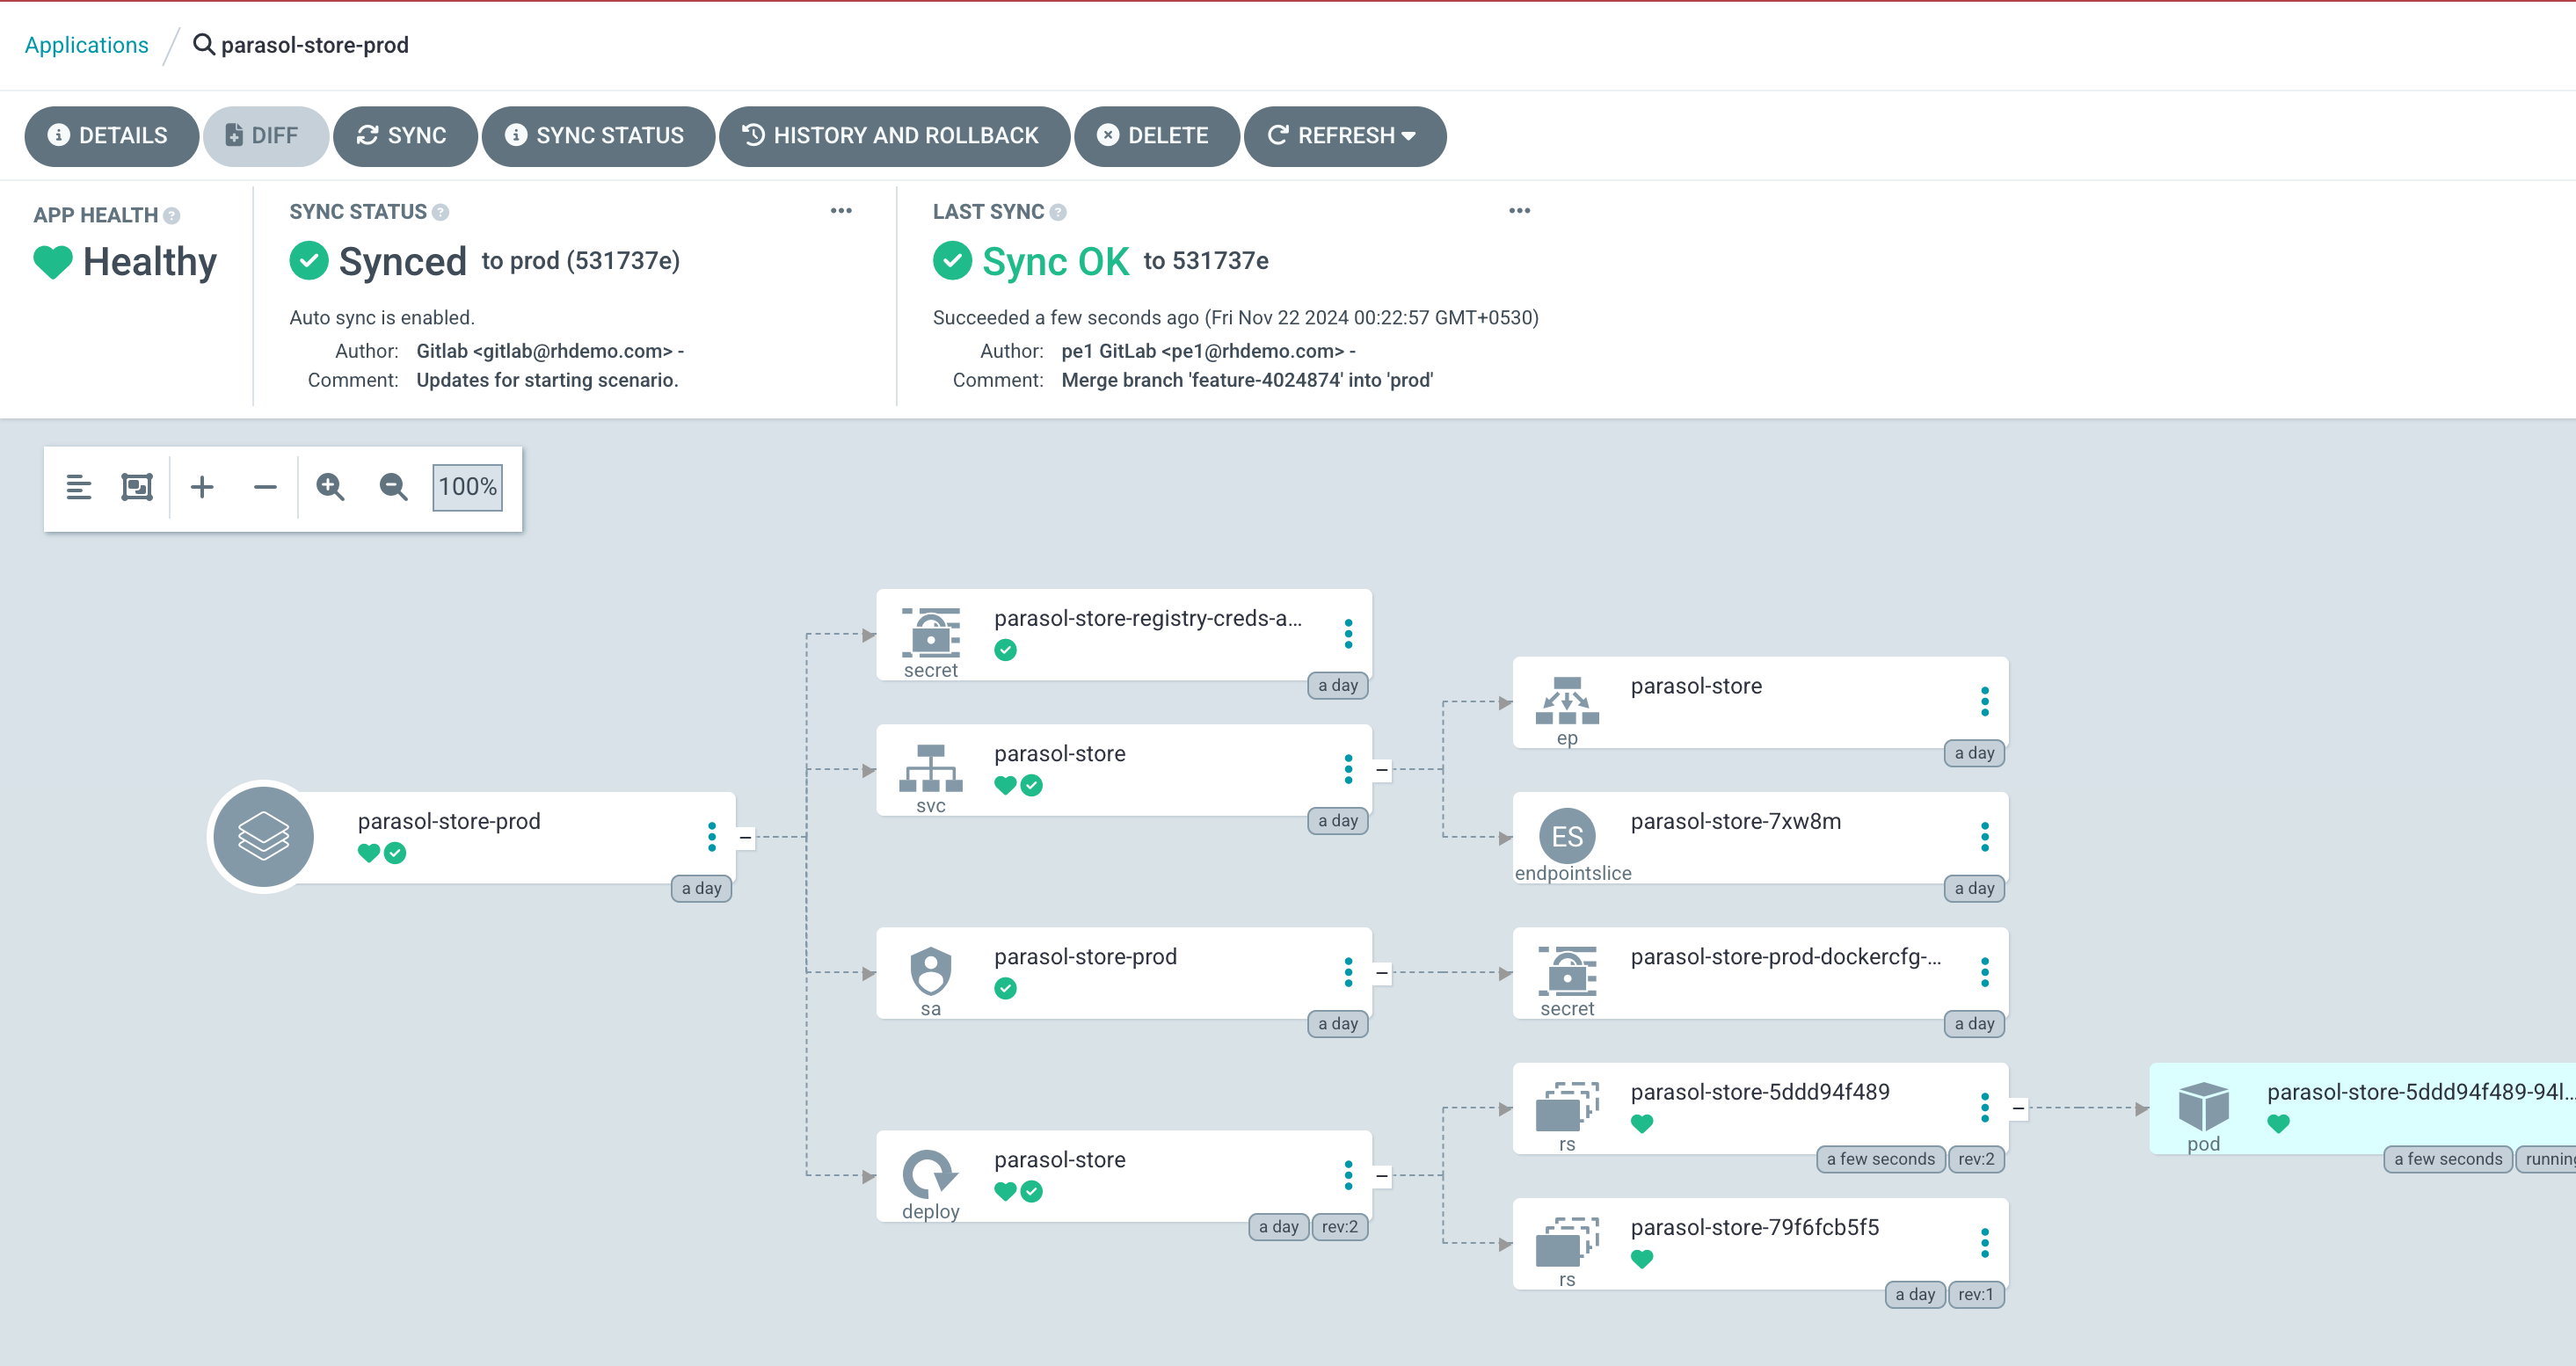 Applications / parasol-store-prod
DETAILS DIFF SYNC SYNC STATUS HISTORY AND ROLLBACK DELETE REFRESH
APP HEALTH
Healthy
SYNC STATUS
Synced to prod (531737e)
Auto sync is enabled.
Author: Gitlab <gitlab@rhdemo.com> -
Comment: Updates for starting scenario.
LAST SYNC
Sync OK to 531737e
Succeeded a few seconds ago (Fri Nov 22 2024 00:22:57 GMT+0530)
Author: pe1 GitLab <pe1@rhdemo.com> -
Comment: Merge branch 'feature-4024874' into 'prod'
100%
parasol-store-prod
a day
parasol-store-registry-creds-a...
secret
a day
parasol-store
svc
a day
parasol-store-prod
sa
a day
parasol-store
deploy
a day rev:2
parasol-store
ep
a day
ES
parasol-store-7xw8m
endpointslice
a day
parasol-store-prod-dockercfg-...
secret
a day
parasol-store-5ddd94f489
rs
a few seconds rev:2
parasol-store-79f6fcb5f5
rs
a day rev:1
parasol-store-5ddd94f489-94l...
pod
a few seconds running